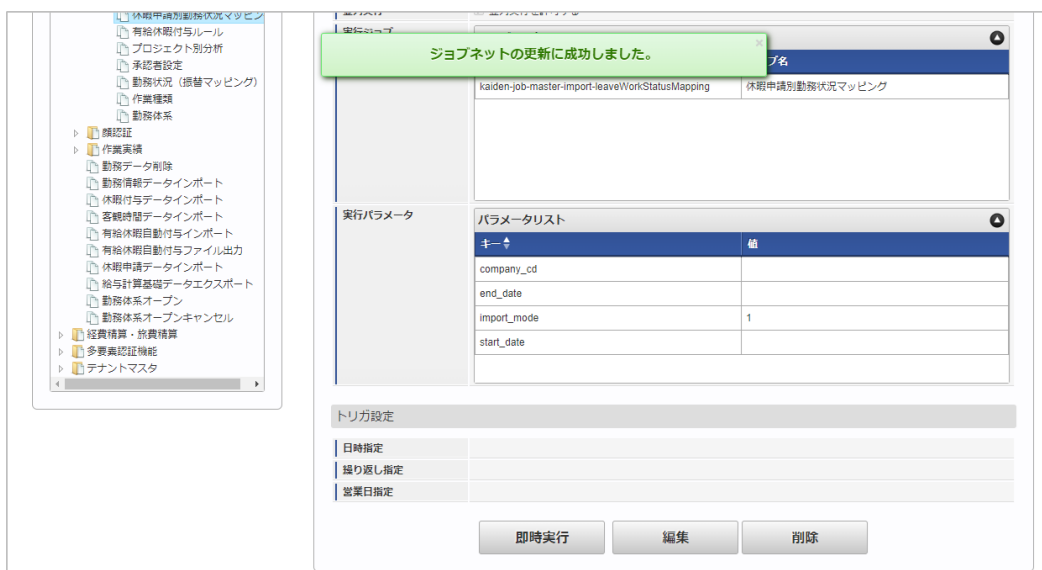 休暇申請別勤務状況マッピン
有給休暇付与ルール
プロジェクト別分析
承認者設定
勤務状況（振替マッピング）
作業種類
勤務体系
顔認証
作業実績
勤務データ削除
勤務情報データインポート
休暇付与データインポート
客観時間データインポート
有給休暇自動付与インポート
有給休暇自動付与ファイル出力
休暇申請データインポート
給与計算基礎データエクスポート
勤務体系オープン
勤務体系オープンキャンセル
経費精算・旅費精算
多要素認証機能
テナントマスタ
ジョブネットの更新に成功しました。
×
ブ名
kaiden-job-master-import-leaveWorkStatusMapping 休暇申請別勤務状況マッピング
実行パラメータ
パラメータリスト
キー 値
company_cd
end_date
import_mode 1
start_date
トリガ設定
日時指定
繰り返し指定
営業日指定
即時実行 編集 削除